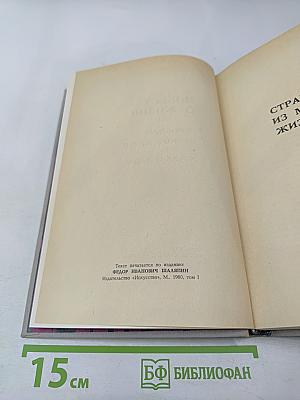 Текст печатается по изданию:
ФЕДОР ИВАНОВИЧ ШАЛЯПИН
Издательство «Искусство», М., 1960, том 1
СТРА
ИЗ М
ЖИЗ
15 см
БФ БИБЛИОФАН